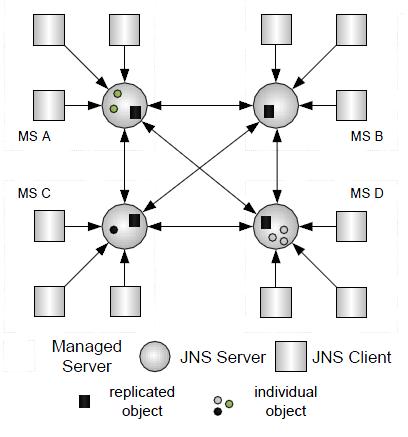 MS A
MS B
MS C
MS D
Managed
Server
JNS Server
JNS Client
replicated
object
individual
object